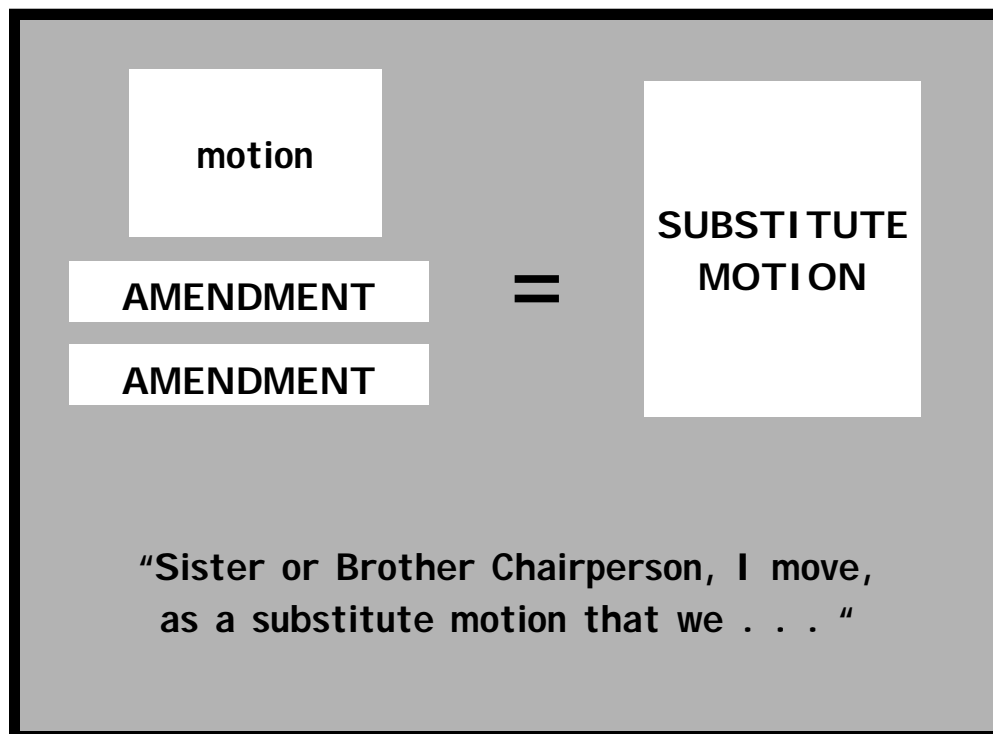 motion
AMENDMENT
AMENDMENT
=
SUBSTITUTE
MOTION
“Sister or Brother Chairperson, I move,
as a substitute motion that we . . . “